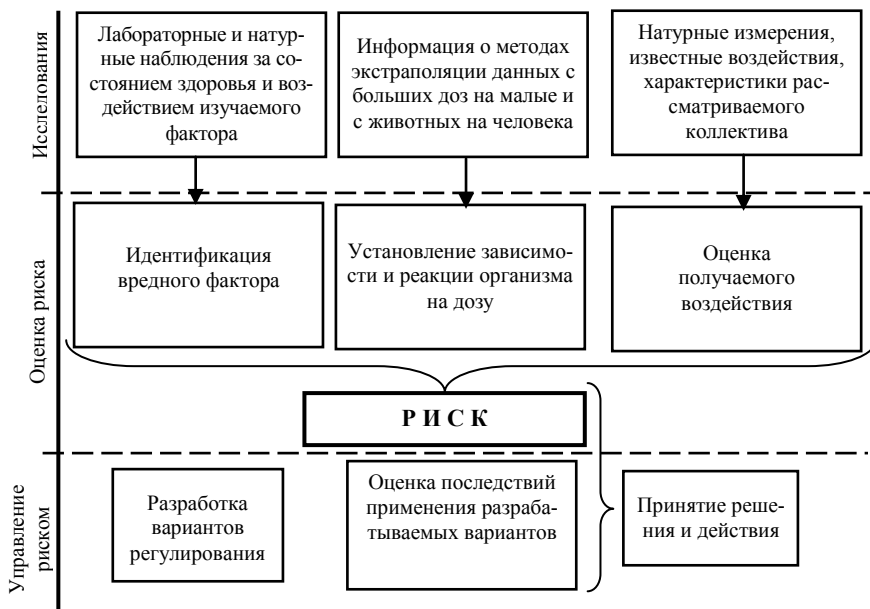 Исследования
Лабораторные и натур-
ные наблюдения за со-
стоянием здоровья и воз-
действием изучаемого
фактора
Информация о методах
экстраполяции данных с
больших доз на малые и
с животных на человека
Натурные измерения,
известные воздействия,
характеристики рас-
сматриваемого
коллектива
Оценка риска
Идентификация
вредного фактора
Установление зависимо-
сти и реакции организма
на дозу
Оценка
получаемого
воздействия
Р И С К
Управление
риском
Разработка
вариантов
регулирования
Оценка последствий
применения разраба-
тываемых вариантов
Принятие реше-
ния и действия